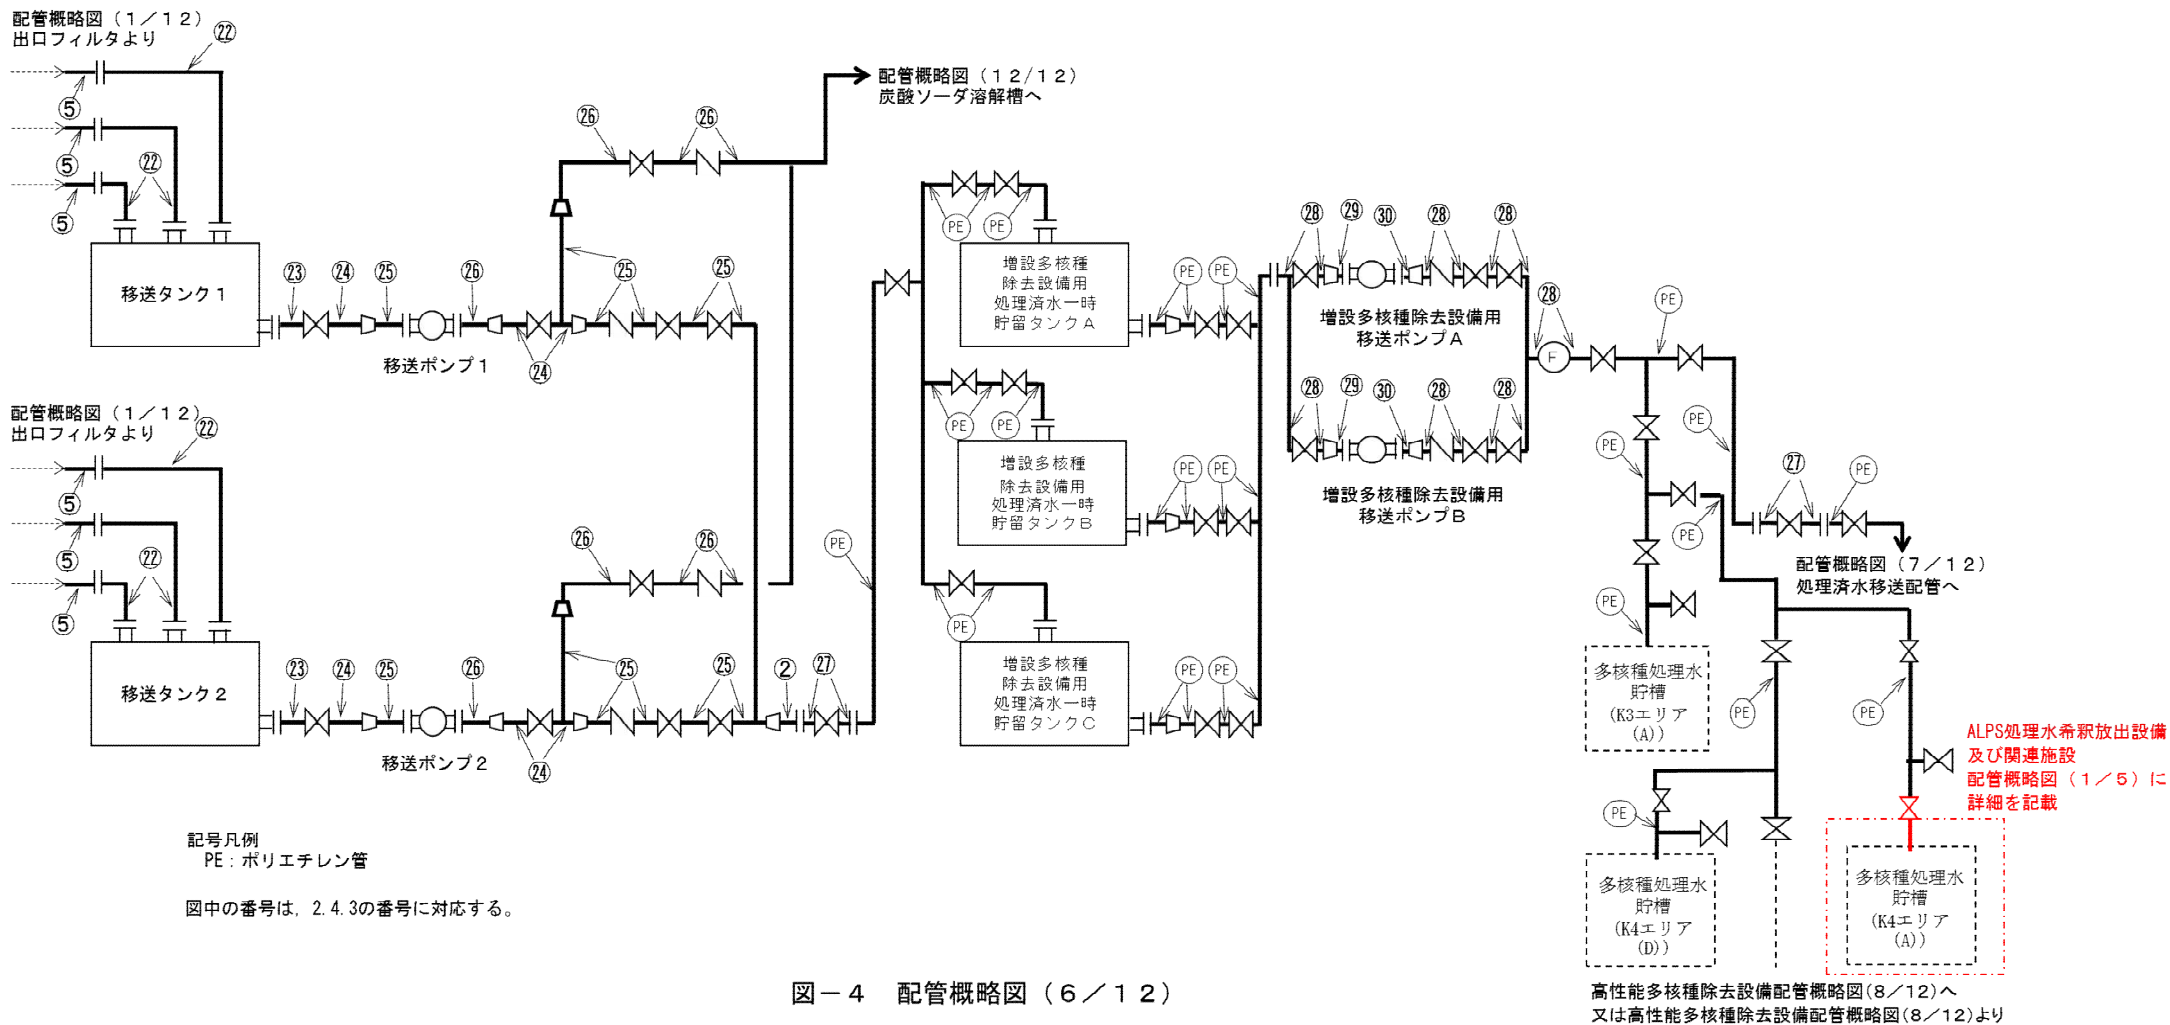 配管概略図（１／１２）
出口フィルタより
㉒
⑤
⑤
㉒
⑤
移送タンク１
㉓
㉔
㉕
㉖
移送ポンプ１
㉔
㉕
㉕
㉖
㉖
配管概略図（１２/１２）
炭酸ソーダ溶解槽へ
配管概略図（１／１２）
出口フィルタより
㉒
⑤
⑤
㉒
⑤
移送タンク２
㉓
㉔
㉕
㉖
移送ポンプ２
㉔
㉕
㉕
㉖
㉖
②
㉗
PE
PE
PE
増設多核種
除去設備用
処理済水一時
貯留タンクＡ
PE
PE
PE
PE
増設多核種
除去設備用
処理済水一時
貯留タンクＢ
PE
PE
PE
増設多核種
除去設備用
処理済水一時
貯留タンクＣ
PE
PE
㉘
㉙
㉚
㉘
㉘
増設多核種除去設備用
移送ポンプＡ
㉘
㉙
㉚
㉘
㉘
増設多核種除去設備用
移送ポンプＢ
㉘
F
PE
PE
PE
㉗
PE
PE
配管概略図（７／１２）
処理済水移送配管へ
PE
多核種処理水
貯槽
(K3エリア
(A))
PE
PE
ALPS処理水希釈放出設備
及び関連施設
配管概略図（１／５）に
詳細を記載
PE
多核種処理水
貯槽
(K4エリア
(D))
多核種処理水
貯槽
(K4エリア
(A))
高性能多核種除去設備配管概略図(8／12)へ
又は高性能多核種除去設備配管概略図(8／12)より
記号凡例
PE：ポリエチレン管
図中の番号は，2.4.3の番号に対応する。
図－４　配管概略図（６／１２）